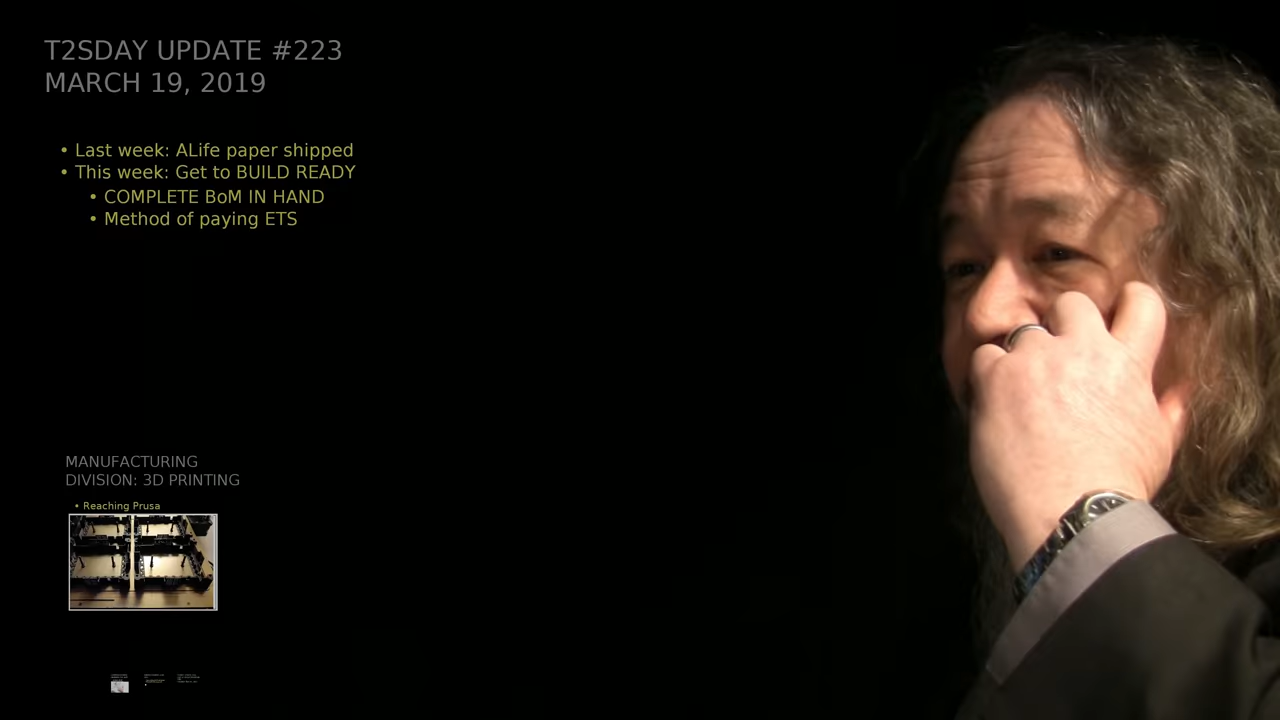 T2SDAY UPDATE #223
MARCH 19, 2019
• Last week: ALife paper shipped
• This week: Get to BUILD READY
• COMPLETE BoM IN HAND
• Method of paying ETS
MANUFACTURING
DIVISION: 3D PRINTING
• Reaching Prusa